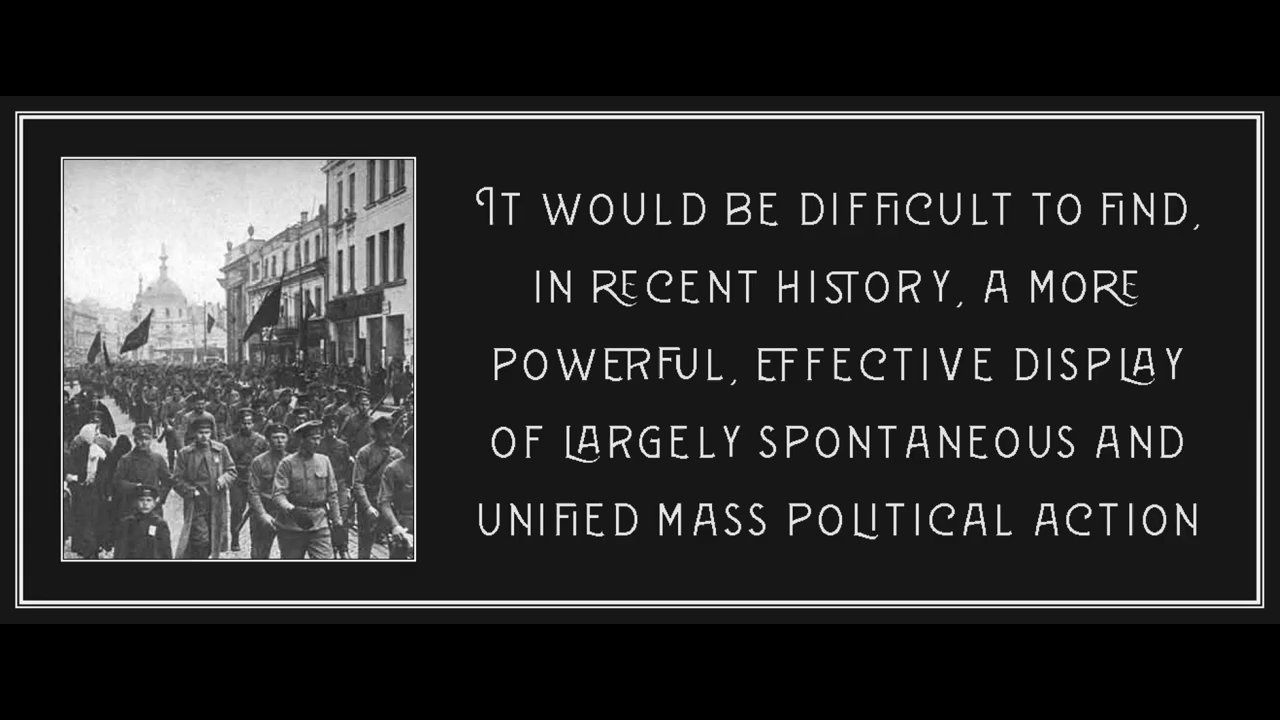 IT WOULD BE DIFFICULT TO FIND,
IN RECENT HISTORY, A MORE
POWERFUL, EFFECTIVE DISPLAY
OF LARGELY SPONTANEOUS AND
UNIFIED MASS POLITICAL ACTION